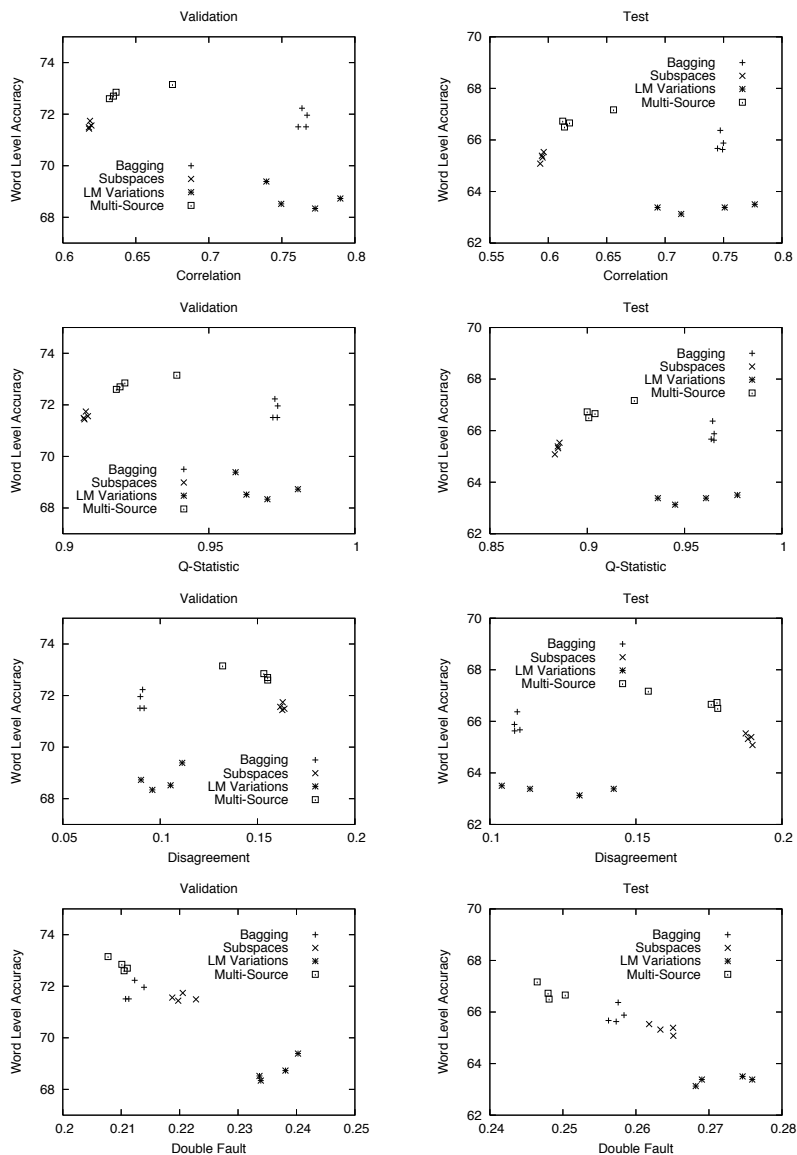 Validation
Word Level Accuracy
75
74
72
70
68
67
Bagging
Subspaces
LM Variations
Multi-Source
0.6
0.65
0.7
0.75
0.8
Correlation
Test
Word Level Accuracy
70
68
66
64
62
Bagging
Subspaces
LM Variations
Multi-Source
0.55
0.6
0.65
0.7
0.75
0.8
Correlation
Validation
Word Level Accuracy
74
72
70
68
Bagging
Subspaces
LM Variations
Multi-Source
0.9
0.95
1
Q-Statistic
Test
Word Level Accuracy
70
68
66
64
62
Bagging
Subspaces
LM Variations
Multi-Source
0.85
0.9
0.95
1
Q-Statistic
Validation
Word Level Accuracy
74
72
70
68
Bagging
Subspaces
LM Variations
Multi-Source
0.05
0.1
0.15
0.2
Disagreement
Test
Word Level Accuracy
70
68
66
64
62
Bagging
Subspaces
LM Variations
Multi-Source
0.1
0.15
0.2
Disagreement
Validation
Word Level Accuracy
74
72
70
68
Bagging
Subspaces
LM Variations
Multi-Source
0.2
0.21
0.22
0.23
0.24
0.25
Double Fault
Test
Word Level Accuracy
70
68
66
64
62
Bagging
Subspaces
LM Variations
Multi-Source
0.24
0.25
0.26
0.27
0.28
Double Fault